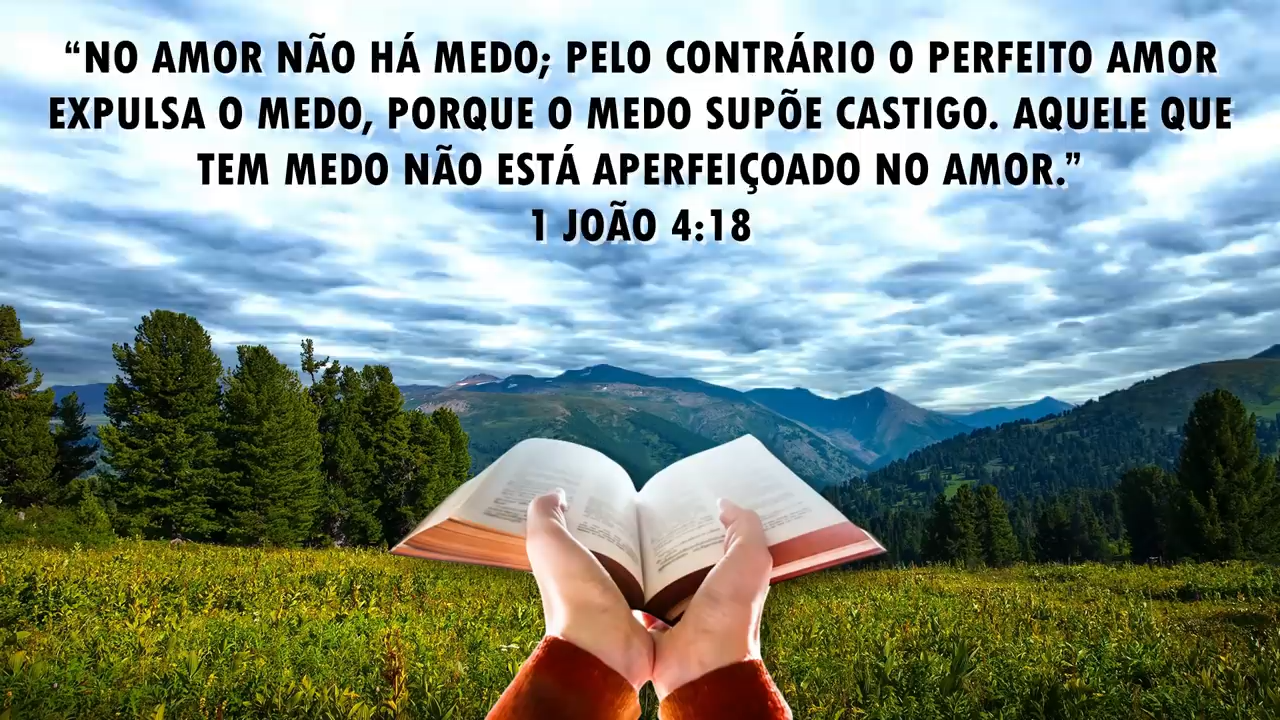 “NO AMOR NÃO HÁ MEDO; PELO CONTRÁRIO O PERFEITO AMOR
EXPULSA O MEDO, PORQUE O MEDO SUPÕE CASTIGO. AQUELE QUE
TEM MEDO NÃO ESTÁ APERFEIÇOADO NO AMOR.”
1 JOÃO 4:18